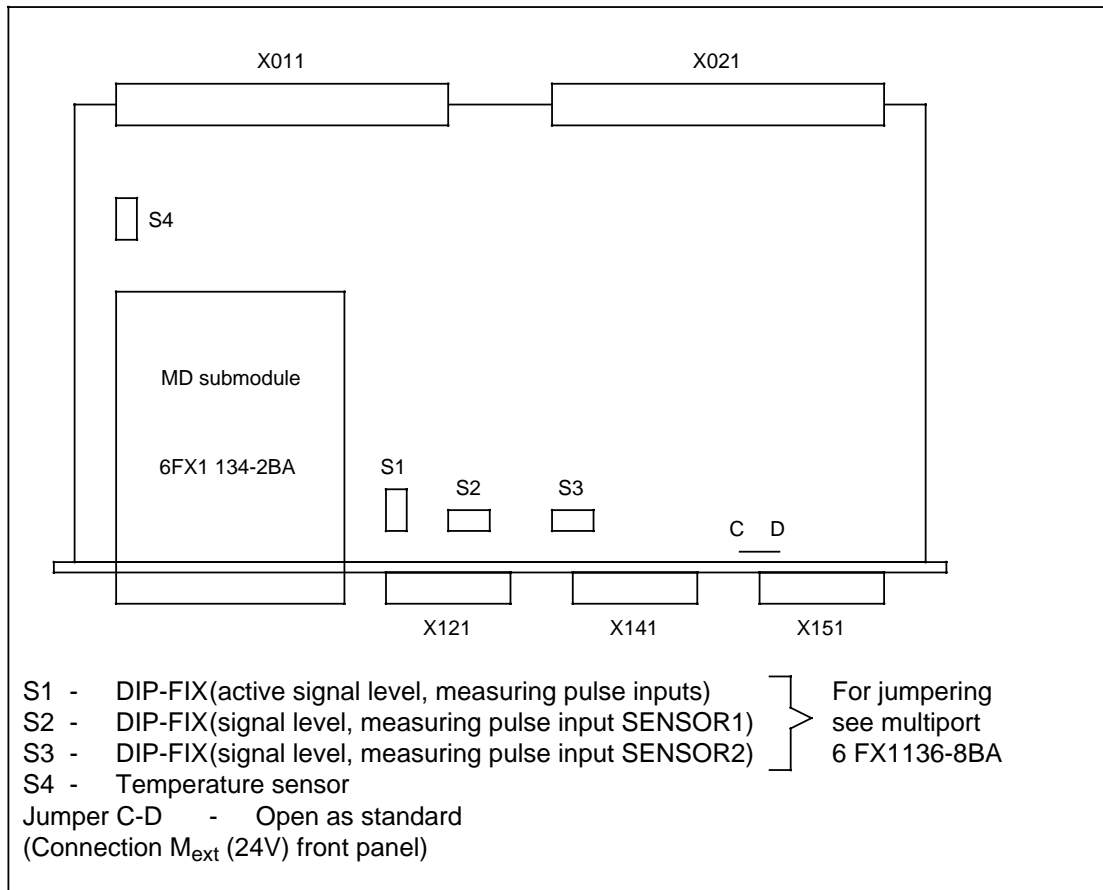 X011 X021
S4
MD submodule
6FX1 134-2BA
S1 S2 S3
C D
X121 X141 X151
S1 - DIP-FIX(active signal level, measuring pulse inputs) For jumpering
S2 - DIP-FIX(signal level, measuring pulse input SENSOR1) see multiport
S3 - DIP-FIX(signal level, measuring pulse input SENSOR2) 6 FX1136-8BA
S4 - Temperature sensor
Jumper C-D - Open as standard
(Connection Mext (24V) front panel)